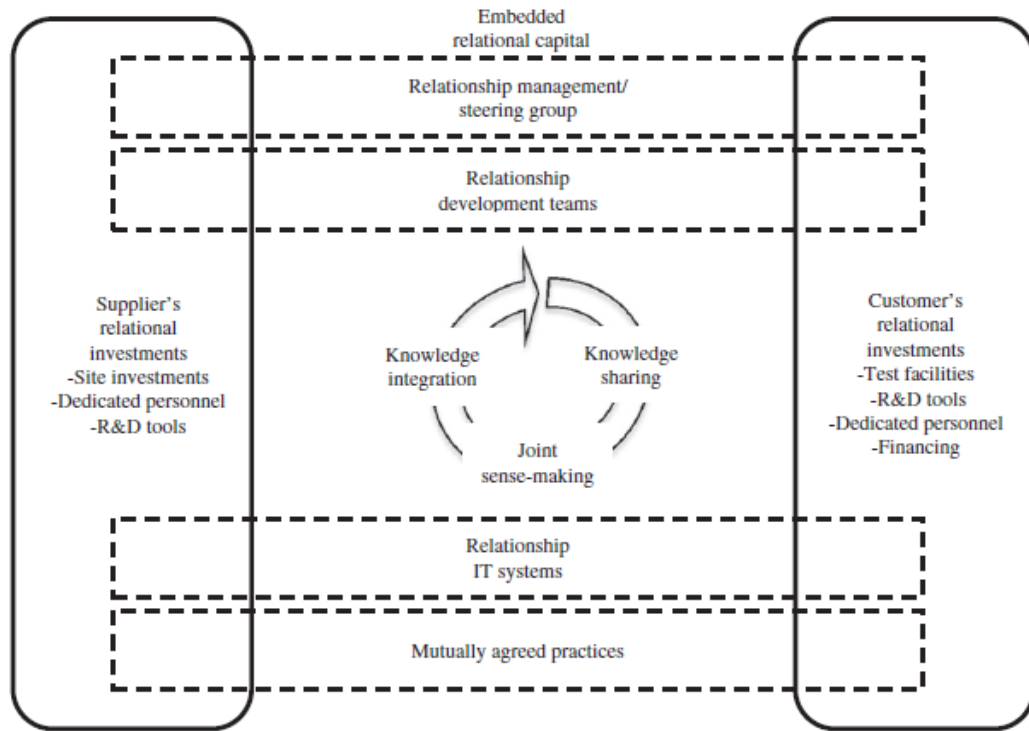 Embedded
relational capital
Relationship management/
steering group
Relationship
development teams
Supplier's
relational
investments
-Site investments
-Dedicated personnel
-R&D tools
Knowledge
integration
Knowledge
sharing
Joint
sense-making
Customer's
relational
investments
-Test facilities
-R&D tools
-Dedicated personnel
-Financing
Relationship
IT systems
Mutually agreed practices